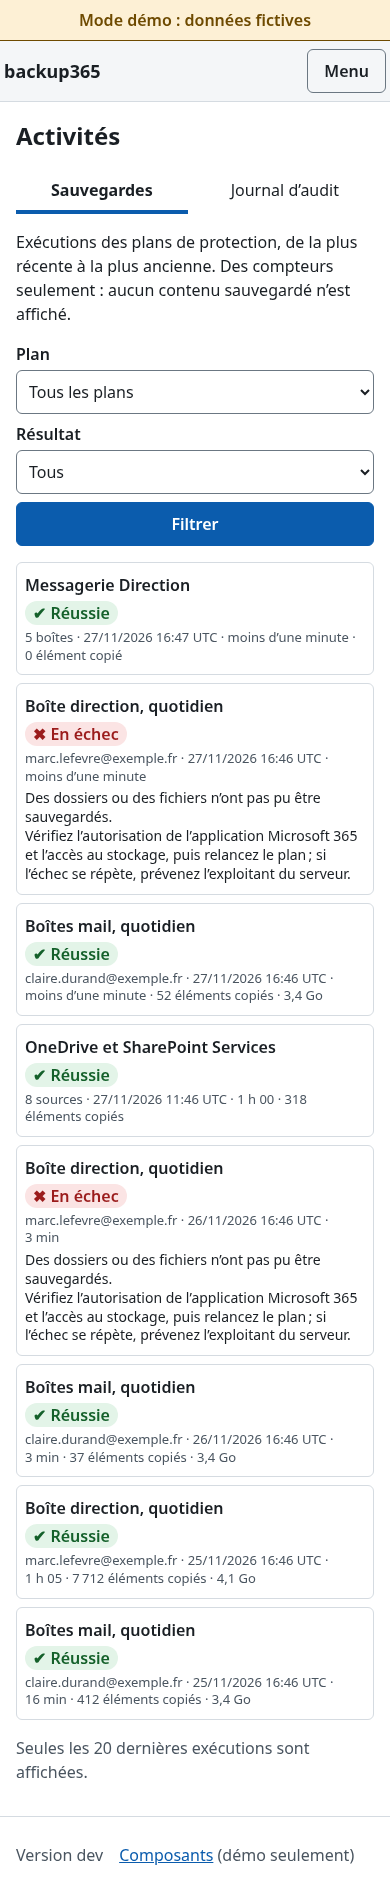 Mode démo : données fictives
backup365
Menu
Activités
Sauvegardes
Journal d’audit
Exécutions des plans de protection, de la plus
récente à la plus ancienne. Des compteurs
seulement : aucun contenu sauvegardé n’est
affiché.
Plan
Tous les plans
Résultat
Tous
Filtrer
Messagerie Direction
✔ Réussie
5 boîtes · 27/11/2026 16:47 UTC · moins d’une minute ·
0 élément copié
Boîte direction, quotidien
✖ En échec
marc.lefevre@exemple.fr · 27/11/2026 16:46 UTC ·
moins d’une minute
Des dossiers ou des fichiers n’ont pas pu être
sauvegardés.
Vérifiez l’autorisation de l’application Microsoft 365
et l’accès au stockage, puis relancez le plan ; si
l’échec se répète, prévenez l’exploitant du serveur.
Boîtes mail, quotidien
✔ Réussie
claire.durand@exemple.fr · 27/11/2026 16:46 UTC ·
moins d’une minute · 52 éléments copiés · 3,4 Go
OneDrive et SharePoint Services
✔ Réussie
8 sources · 27/11/2026 11:46 UTC · 1 h 00 · 318
éléments copiés
Boîte direction, quotidien
✖ En échec
marc.lefevre@exemple.fr · 26/11/2026 16:46 UTC ·
3 min
Des dossiers ou des fichiers n’ont pas pu être
sauvegardés.
Vérifiez l’autorisation de l’application Microsoft 365
et l’accès au stockage, puis relancez le plan ; si
l’échec se répète, prévenez l’exploitant du serveur.
Boîtes mail, quotidien
✔ Réussie
claire.durand@exemple.fr · 26/11/2026 16:46 UTC ·
3 min · 37 éléments copiés · 3,4 Go
Boîte direction, quotidien
✔ Réussie
marc.lefevre@exemple.fr · 25/11/2026 16:46 UTC ·
1 h 05 · 7 712 éléments copiés · 4,1 Go
Boîtes mail, quotidien
✔ Réussie
claire.durand@exemple.fr · 25/11/2026 16:46 UTC ·
16 min · 412 éléments copiés · 3,4 Go
Seules les 20 dernières exécutions sont
affichées.
Version dev Composants (démo seulement)